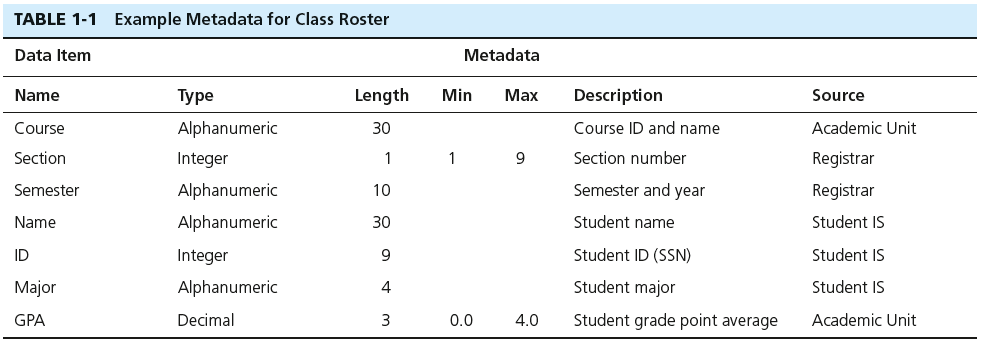 TABLE 1-1 Example Metadata for Class Roster
Data Item Metadata
Name Type Length Min Max Description Source
Course Alphanumeric 30 Course ID and name Academic Unit
Section Integer 1 1 9 Section number Registrar
Semester Alphanumeric 10 Semester and year Registrar
Name Alphanumeric 30 Student name Student IS
ID Integer 9 Student ID (SSN) Student IS
Major Alphanumeric 4 Student major Student IS
GPA Decimal 3 0.0 4.0 Student grade point average Academic Unit